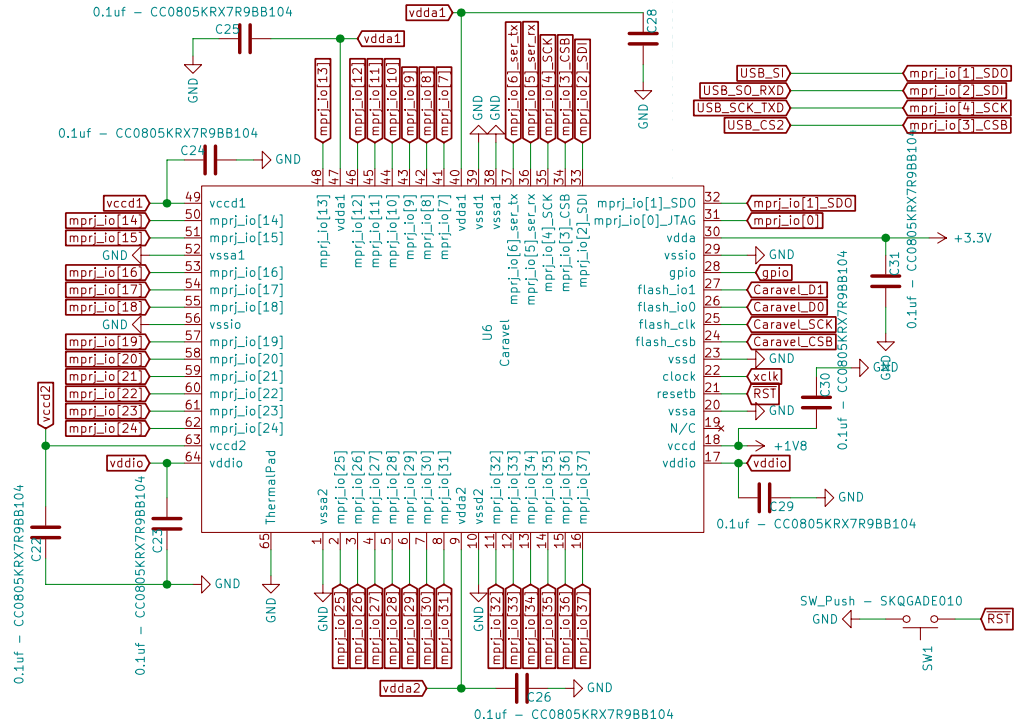 0.1uf - CC0805KRX7R9BB104
C25
GND
vdda1
vdda1
C28
GND
0.1uf - CC0805KRX7R9BB104
C24
GND
USB_SI
mprj_io[1]_SDO
USB_SO_RXD
mprj_io[2]_SDI
USB_SCK_TXD
mprj_io[4]_SCK
USB_CS2
mprj_io[3]_CSB
mprj_io[13]
mprj_io[12]
mprj_io[11]
mprj_io[10]
mprj_io[9]
mprj_io[8]
mprj_io[7]
GND
GND
mprj_io[6]_ser_tx
mprj_io[5]_ser_rx
mprj_io[4]_SCK
mprj_io[3]_CSB
mprj_io[2]_SDI
48 47 46 45 44 43 42 41 40 39 38 37 36 35 34 33
mprj_io[13]
vdda1
mprj_io[12]
mprj_io[11]
mprj_io[10]
mprj_io[9]
mprj_io[8]
mprj_io[7]
vdda1
vssd1
vssa1
mprj_io[6]_ser_tx
mprj_io[5]_ser_rx
mprj_io[4]_SCK
mprj_io[3]_CSB
mprj_io[2]_SDI
vccd1 49 vccd1
mprj_io[14] 50 mprj_io[14]
mprj_io[15] 51 mprj_io[15]
GND 52 vssa1
mprj_io[16] 53 mprj_io[16]
mprj_io[17] 54 mprj_io[17]
mprj_io[18] 55 mprj_io[18]
GND 56 vssio
mprj_io[19] 57 mprj_io[19]
mprj_io[20] 58 mprj_io[20]
mprj_io[21] 59 mprj_io[21]
mprj_io[22] 60 mprj_io[22]
mprj_io[23] 61 mprj_io[23]
mprj_io[24] 62 mprj_io[24]
vccd2
63 vccd2
vddio 64 vddio
U6
Caravel
mprj_io[1]_SDO 32 mprj_io[1]_SDO
mprj_io[0]_JTAG 31 mprj_io[0]
vdda 30 +3.3V
vssio 29 GND
gpio 28 gpio
flash_io1 27 Caravel_D1
flash_io0 26 Caravel_D0
flash_clk 25 Caravel_SCK
flash_csb 24 Caravel_CSB
vssd 23 GND
clock 22 xclk
resetb 21 RST
vssa 20 GND
N/C 19
vccd 18 +1V8
vddio 17 vddio
C31
0.1uf - CC0805KRX7R9BB104
GND
C30
0.1uf - CC0805KRX7R9BB104
GND
C29
GND
0.1uf - CC0805KRX7R9BB104
ThermalPad
vssa2
mprj_io[25]
mprj_io[26]
mprj_io[27]
mprj_io[28]
mprj_io[29]
mprj_io[30]
mprj_io[31]
vdda2
vssd2
mprj_io[32]
mprj_io[33]
mprj_io[34]
mprj_io[35]
mprj_io[36]
mprj_io[37]
65 1 2 3 4 5 6 7 8 9 10 11 12 13 14 15 16
C22
0.1uf - CC0805KRX7R9BB104
C23
0.1uf - CC0805KRX7R9BB104
GND
GND
GND
mprj_io[25]
mprj_io[26]
mprj_io[27]
mprj_io[28]
mprj_io[29]
mprj_io[30]
mprj_io[31]
GND
mprj_io[32]
mprj_io[33]
mprj_io[34]
mprj_io[35]
mprj_io[36]
mprj_io[37]
vdda2
C26
GND
0.1uf - CC0805KRX7R9BB104
SW_Push - SKQGADE010
GND
RST
SW1